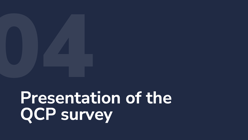 04
Presentation of the
QCP survey